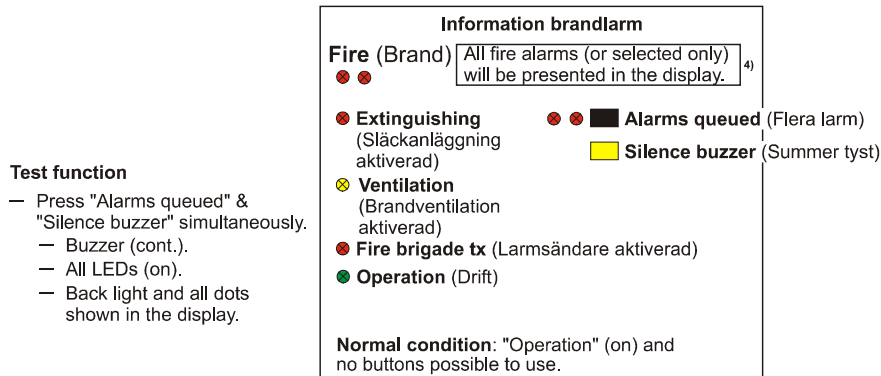 Information brandlarm
Fire (Brand)
All fire alarms (or selected only)
will be presented in the display.
4)
Extinguishing
(Släckanläggning
aktiverad)
Alarms queued (Flera larm)
Silence buzzer (Summer tyst)
Ventilation
(Brandventilation
aktiverad)
Fire brigade tx (Larmsändare aktiverad)
Operation (Drift)
Normal condition: "Operation" (on) and
no buttons possible to use.
Test function
— Press "Alarms queued" &
"Silence buzzer" simultaneously.
— Buzzer (cont.).
— All LEDs (on).
— Back light and all dots
shown in the display.